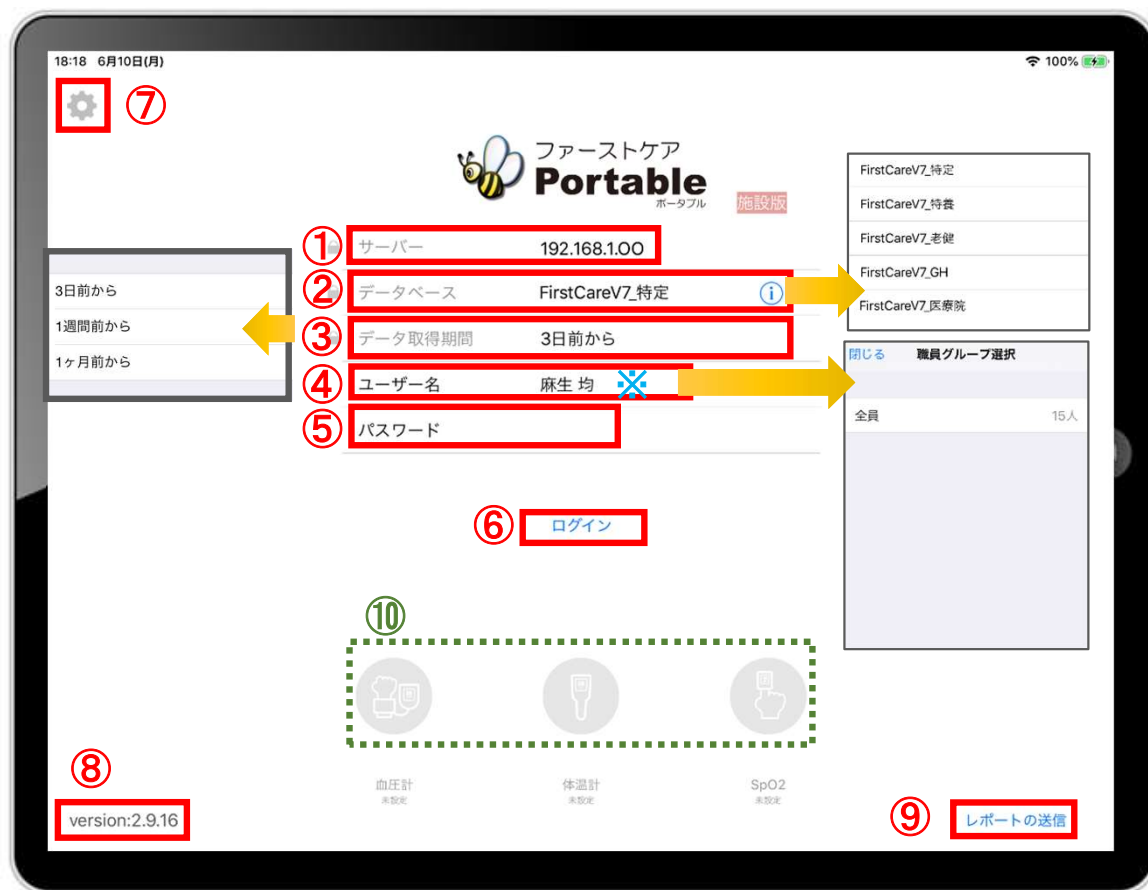 18:18 6月10日(月)
100%
⑦
ファーストケア
Portable
ポータブル
施設版
① サーバー 192.168.1.OO
② データベース FirstCareV7_特定
③ データ取得期間 3日前から
④ ユーザー名 麻生 均 ※
⑤ パスワード
⑥ ログイン
3日前から
1週間前から
1ヶ月前から
FirstCareV7_特定
FirstCareV7_特養
FirstCareV7_老健
FirstCareV7_GH
FirstCareV7_医療院
閉じる 職員グループ選択
全員 15人
⑩
血圧計 体温計 SpO2
未設定 未設定 未設定
⑧
version:2.9.16
⑨ レポートの送信